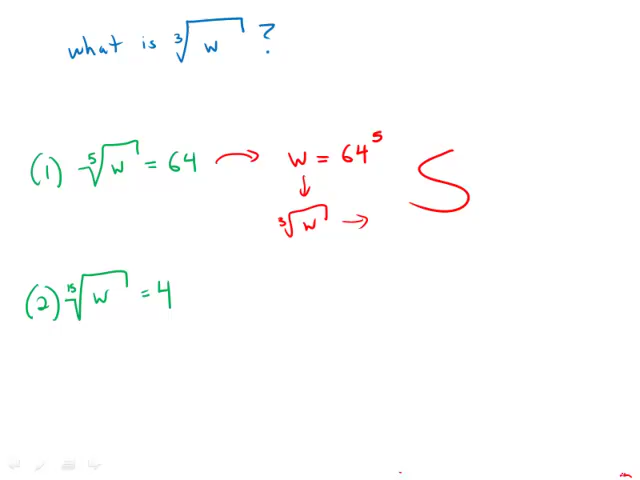 what is ³√w ?
(1) ⁵√w = 64 → w = 64⁵
↓
³√w →
S
(2) ¹⁵√w = 4